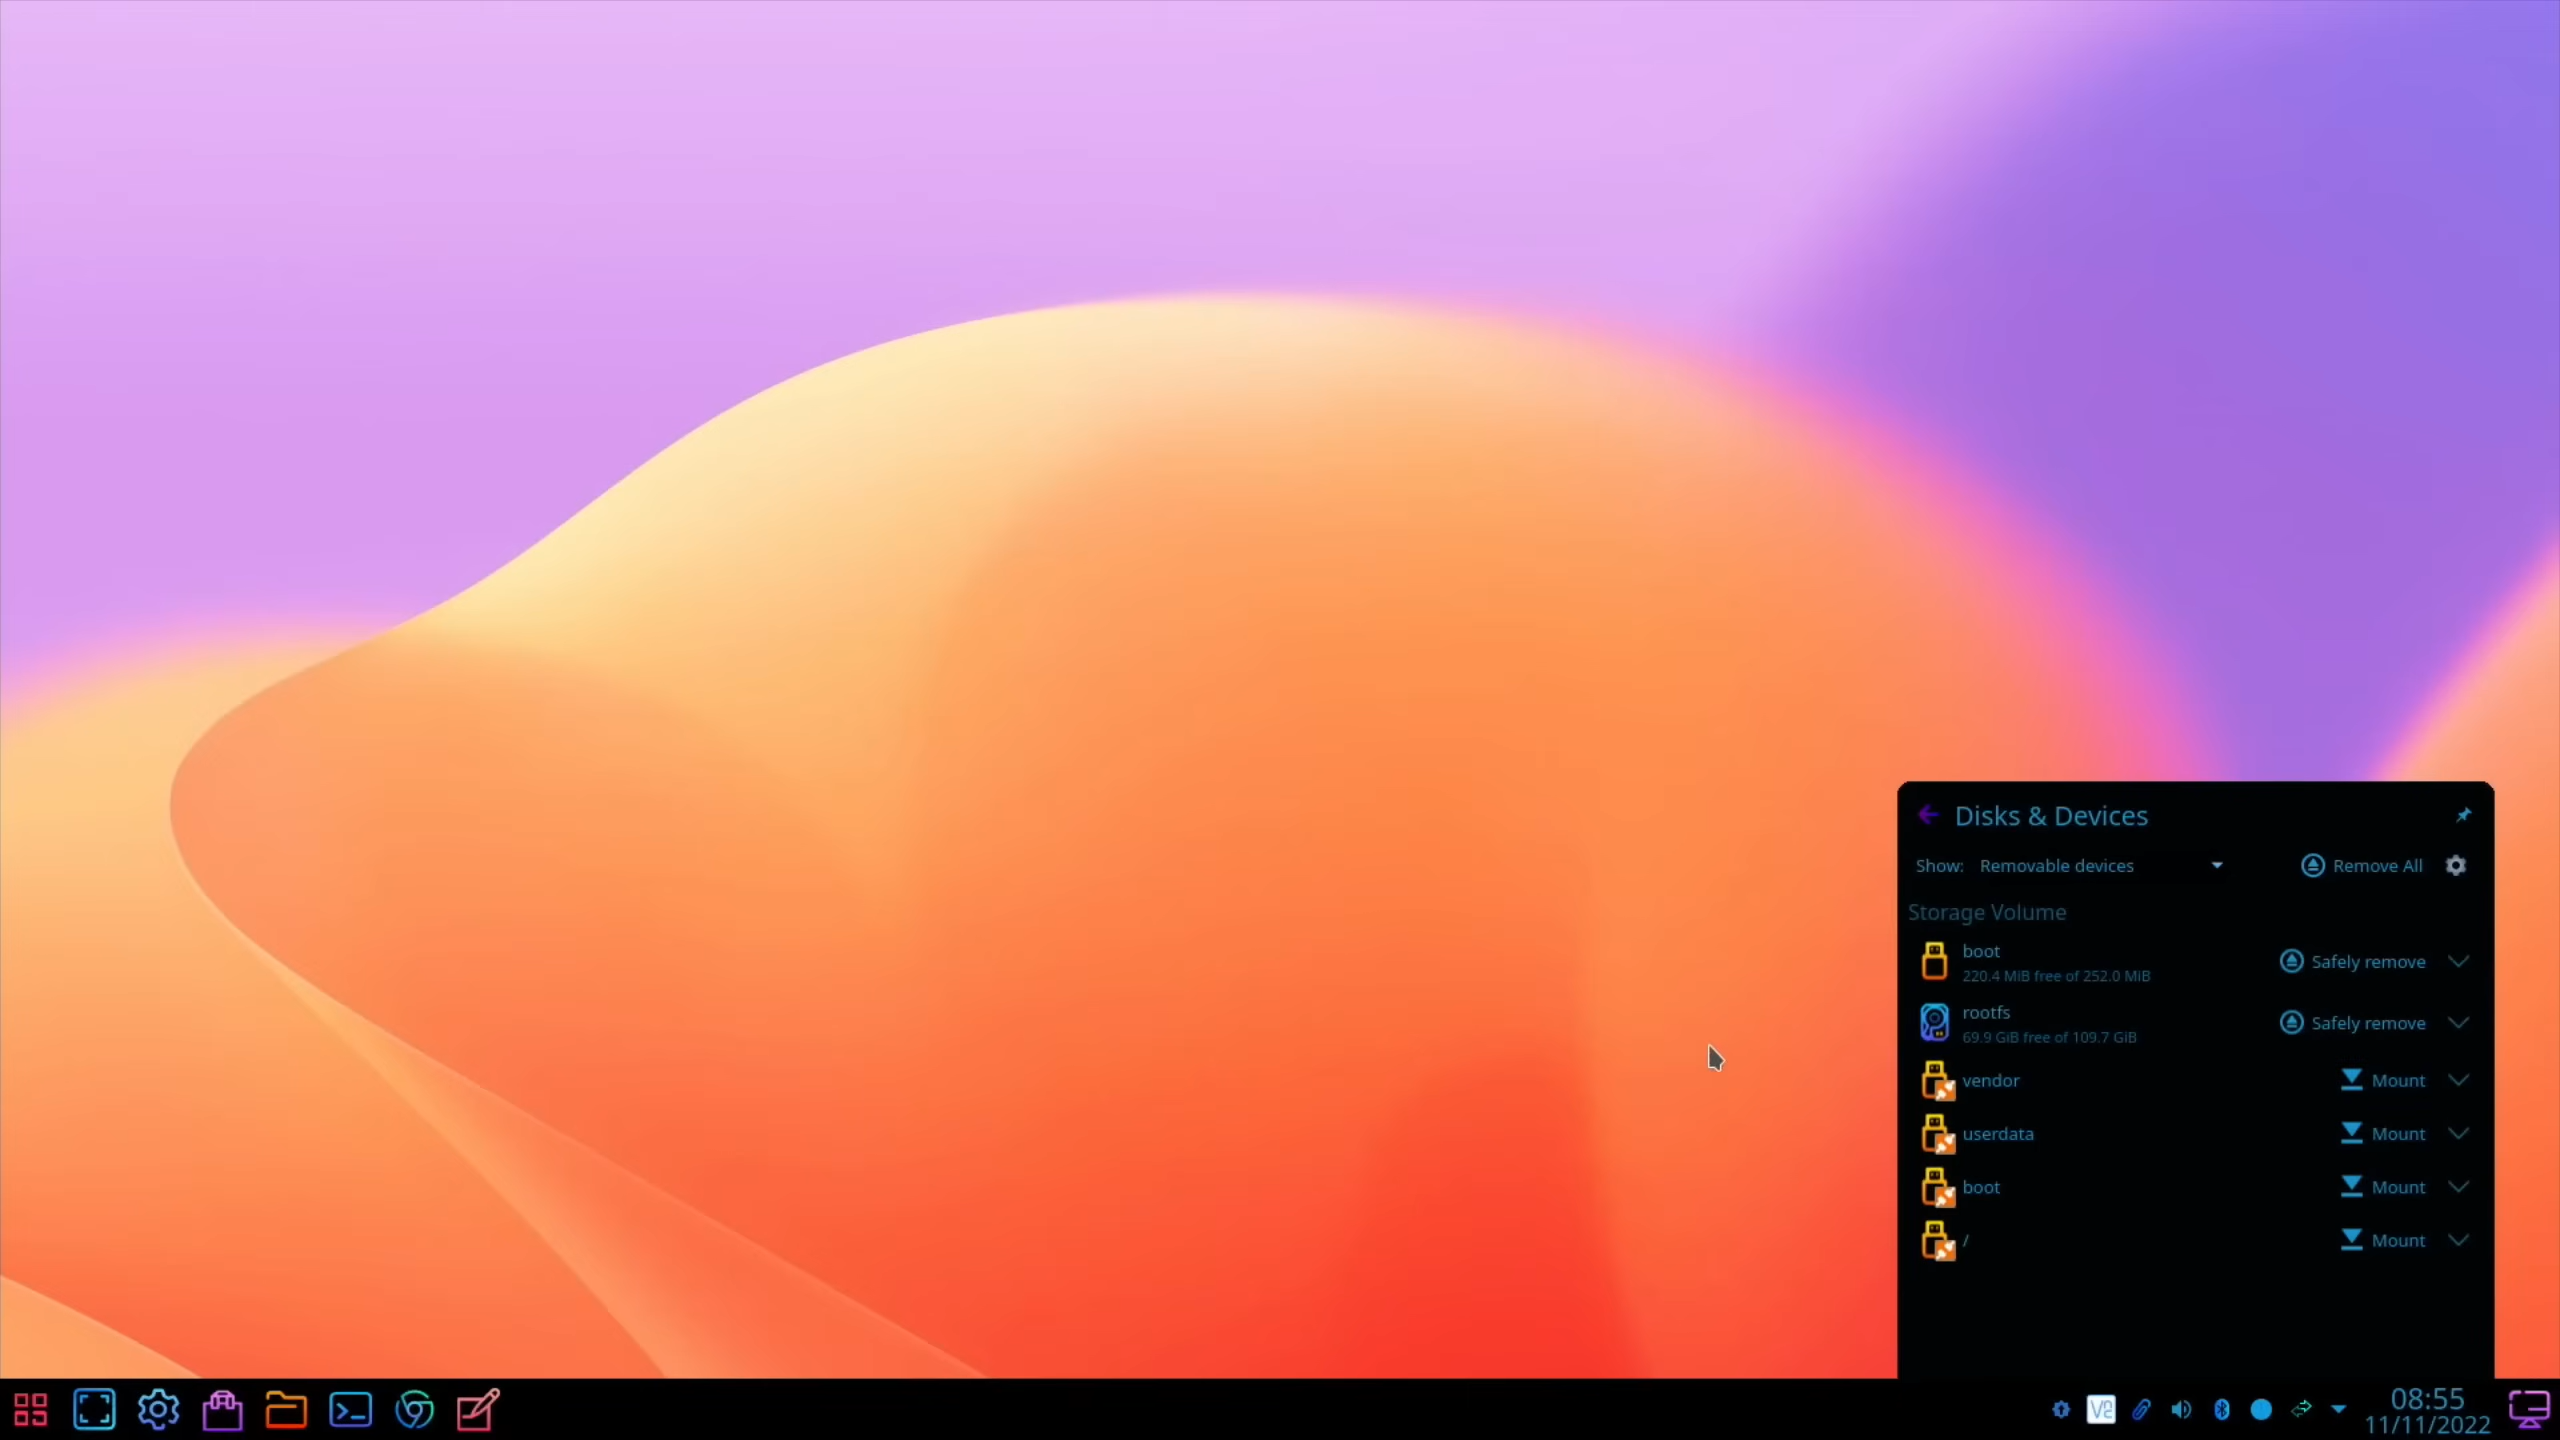 Disks & Devices
Show: Removable devices Remove All
Storage Volume
boot
220.4 MiB free of 252.0 MiB
Safely remove
rootfs
69.9 GiB free of 109.7 GiB
Safely remove
vendor Mount
userdata Mount
boot Mount
/ Mount
V2
08:55
11/11/2022